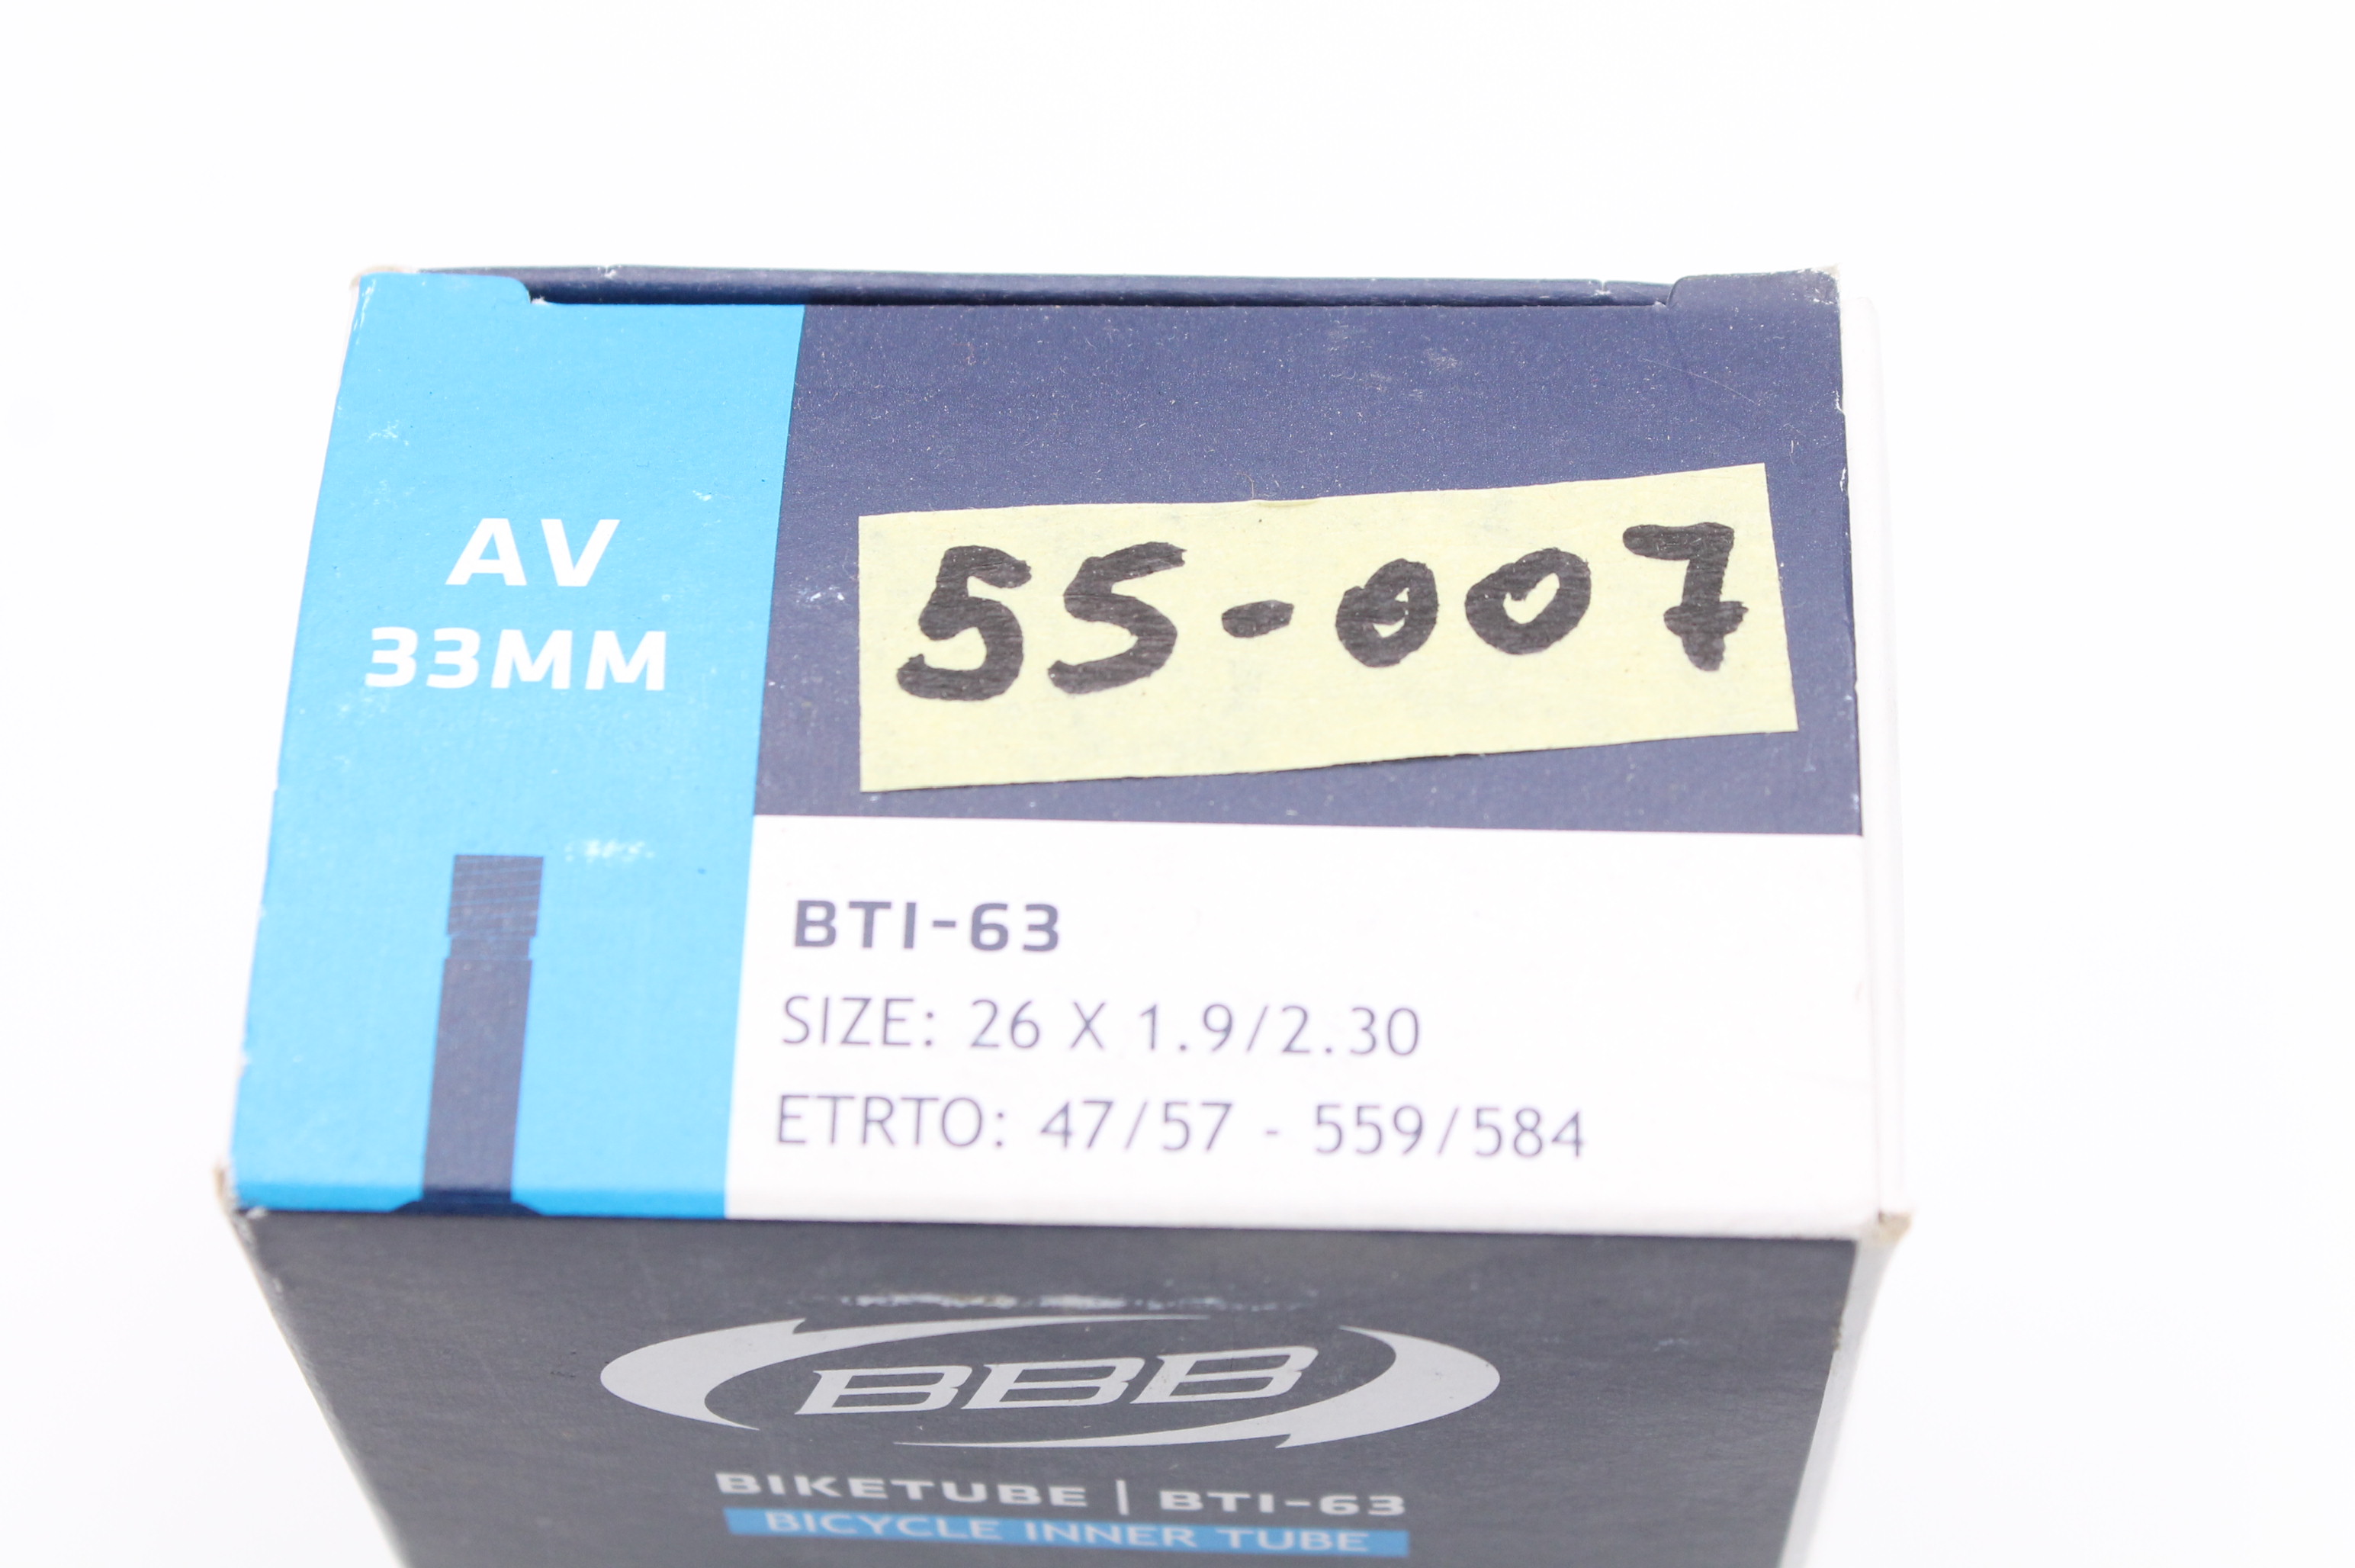 AV
33MM
55-007
BTI-63
SIZE: 26 X 1.9/2.30
ETRTO: 47/57 - 559/584
BBB
BIKETUBE | BTI-63
BICYCLE INNER TUBE